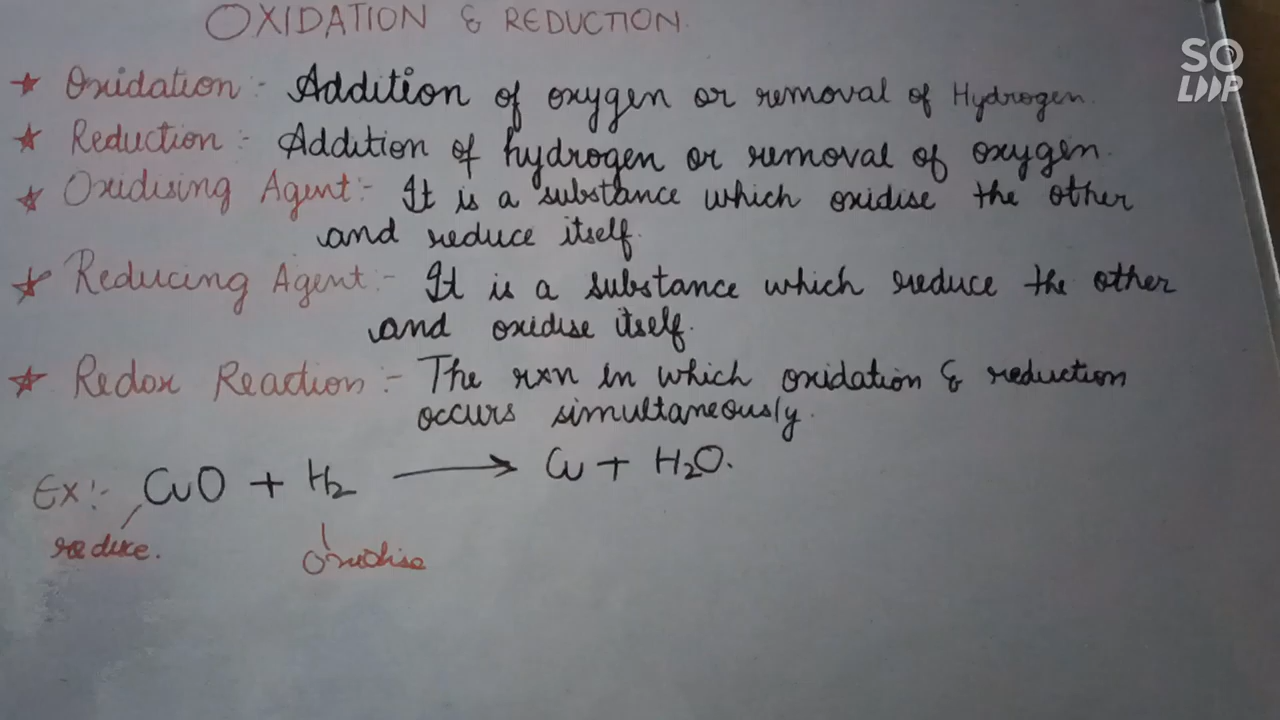 OXIDATION & REDUCTION.
SO
LOOP
★ Oxidation :- Addition of oxygen or removal of Hydrogen.
★ Reduction :- Addition of hydrogen or removal of oxygen.
★ Oxidising Agent :- It is a substance which oxidise the other
and reduce itself.
★ Reducing Agent :- It is a substance which reduce the other
and oxidise itself.
★ Redox Reaction :- The rxn in which oxidation & reduction
occurs simultaneously.
Ex :- CuO + H₂ → Cu + H₂O.
reduce. Oxidise